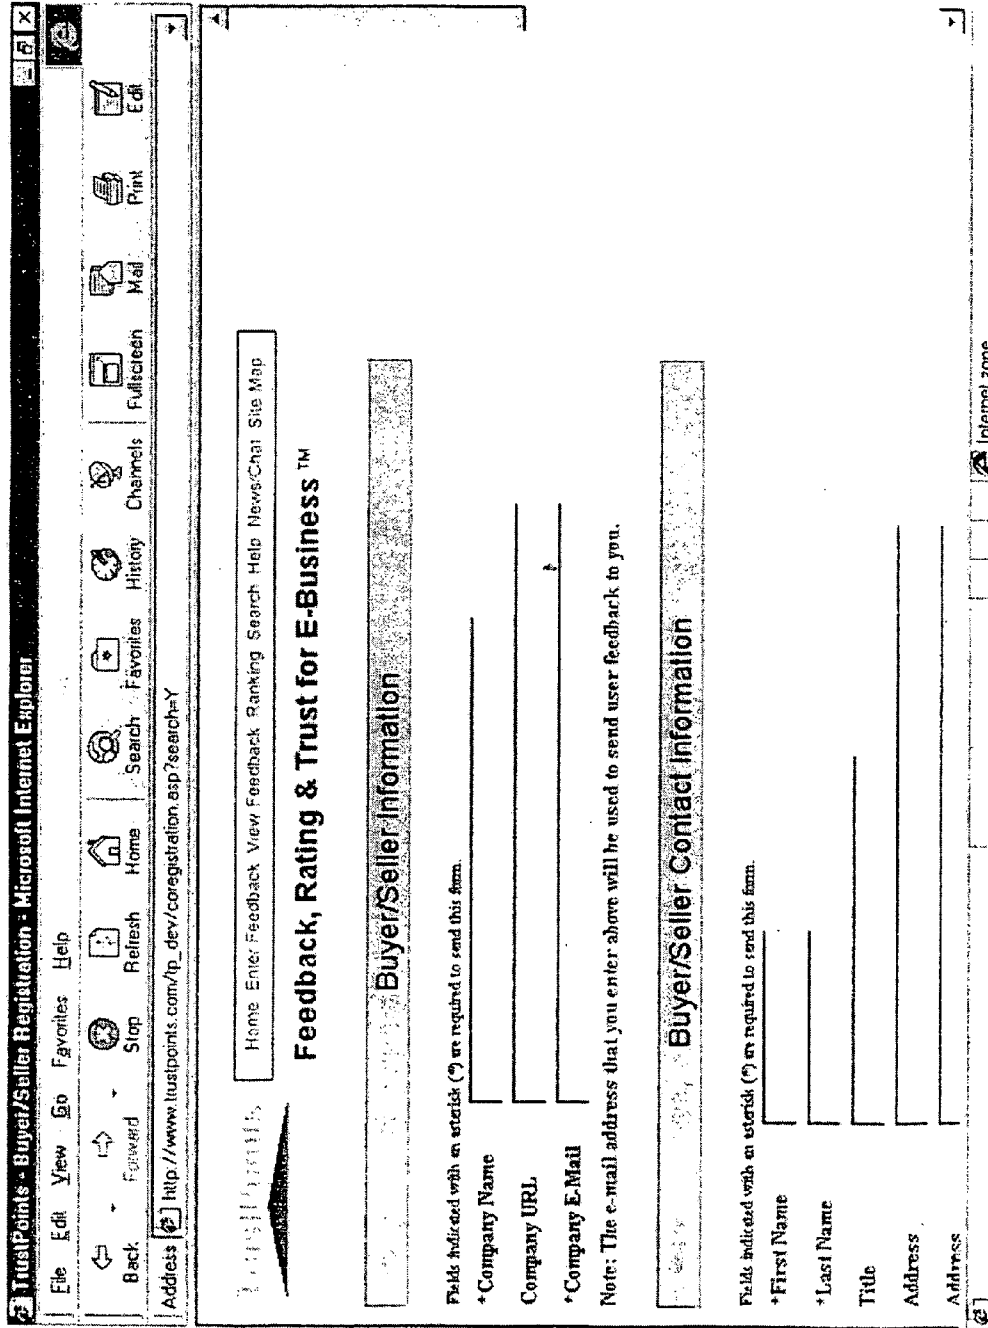 TrustPoints - Buyer/Seller Registration - Microsoft Internet Explorer
File Edit View Go Favorites Help
Back Forward Stop Refresh Home Search Favorites History Channels Fullscreen Mail Print Edit
Address http://www.trustpoints.com/tp_dev/coregistration.asp?search=Y
TrustPoints
Home Enter Feedback View Feedback Ranking Search Help News/Chat Site Map
Feedback, Rating & Trust for E-Business ™
Buyer/Seller Information
Fields indicated with an asterisk (*) are required to send this form.
*Company Name
Company URL
*Company E-Mail
Note: The e-mail address that you enter above will be used to send user feedback to you.
Buyer/Seller Contact Information
Fields indicated with an asterisk (*) are required to send this form.
*First Name
*Last Name
Title
Address
Address
Internet zone